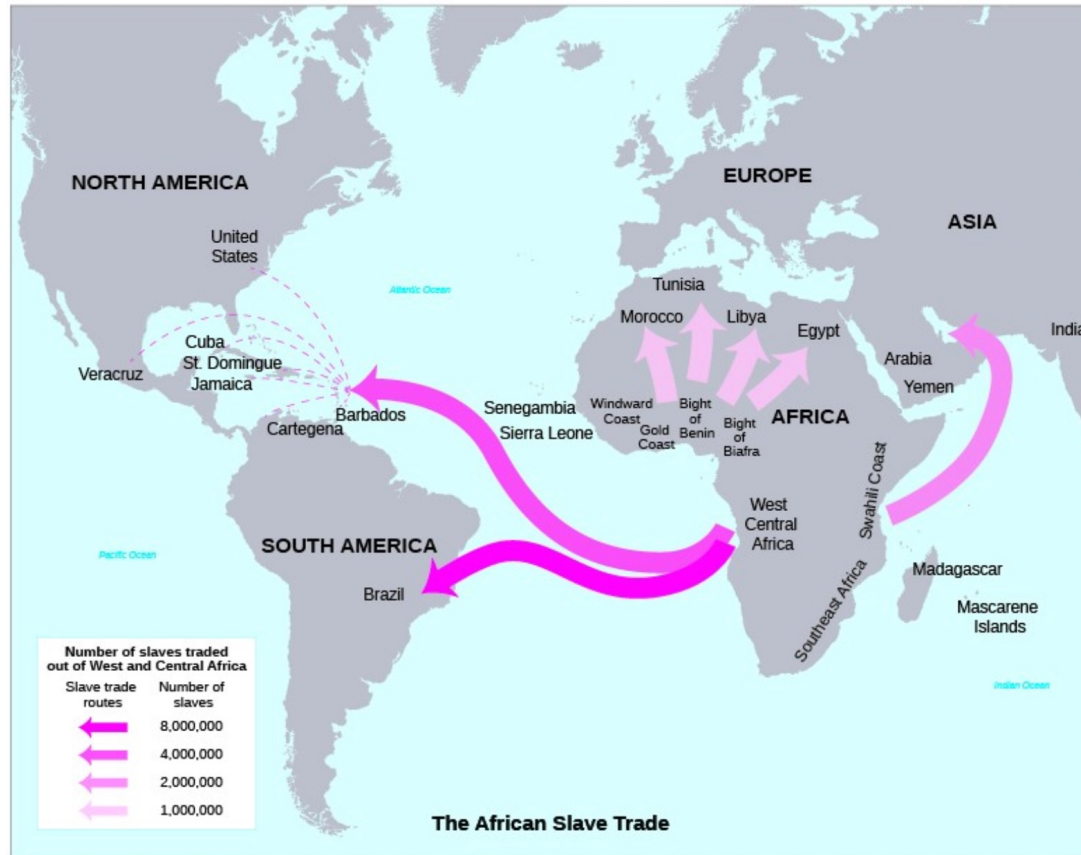 NORTH AMERICA
EUROPE
ASIA
United
States
Atlantic Ocean
Tunisia
Morocco
Libya
Egypt
India
Cuba
St. Domingue
Jamaica
Veracruz
Arabia
Yemen
Barbados
Cartegena
Senegambia
Sierra Leone
Windward
Coast
Gold
Coast
Bight
of
Benin
Bight
of
Biafra
AFRICA
Swahili Coast
West
Central
Africa
SOUTH AMERICA
Pacific Ocean
Brazil
Madagascar
Southeast Africa
Mascarene
Islands
Indian Ocean
Number of slaves traded
out of West and Central Africa
Slave trade
routes
Number of
slaves
8,000,000
4,000,000
2,000,000
1,000,000
The African Slave Trade